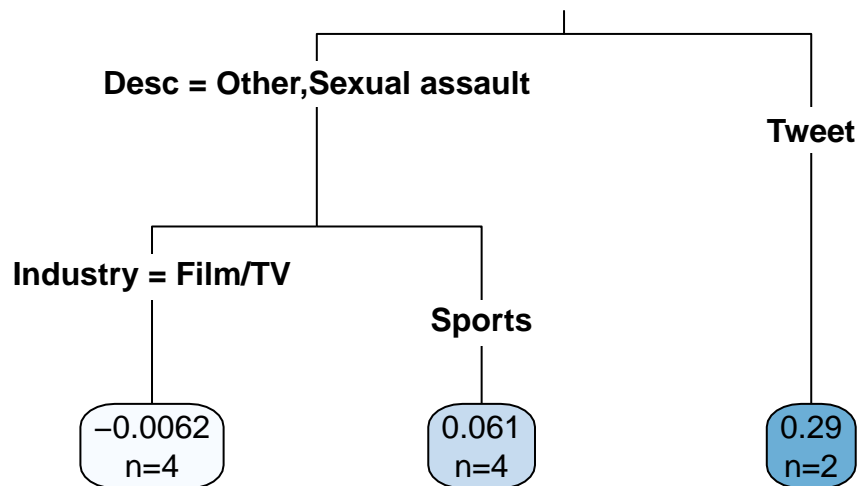 Desc = Other,Sexual assault
Tweet
Industry = Film/TV
Sports
−0.0062
n=4
0.061
n=4
0.29
n=2